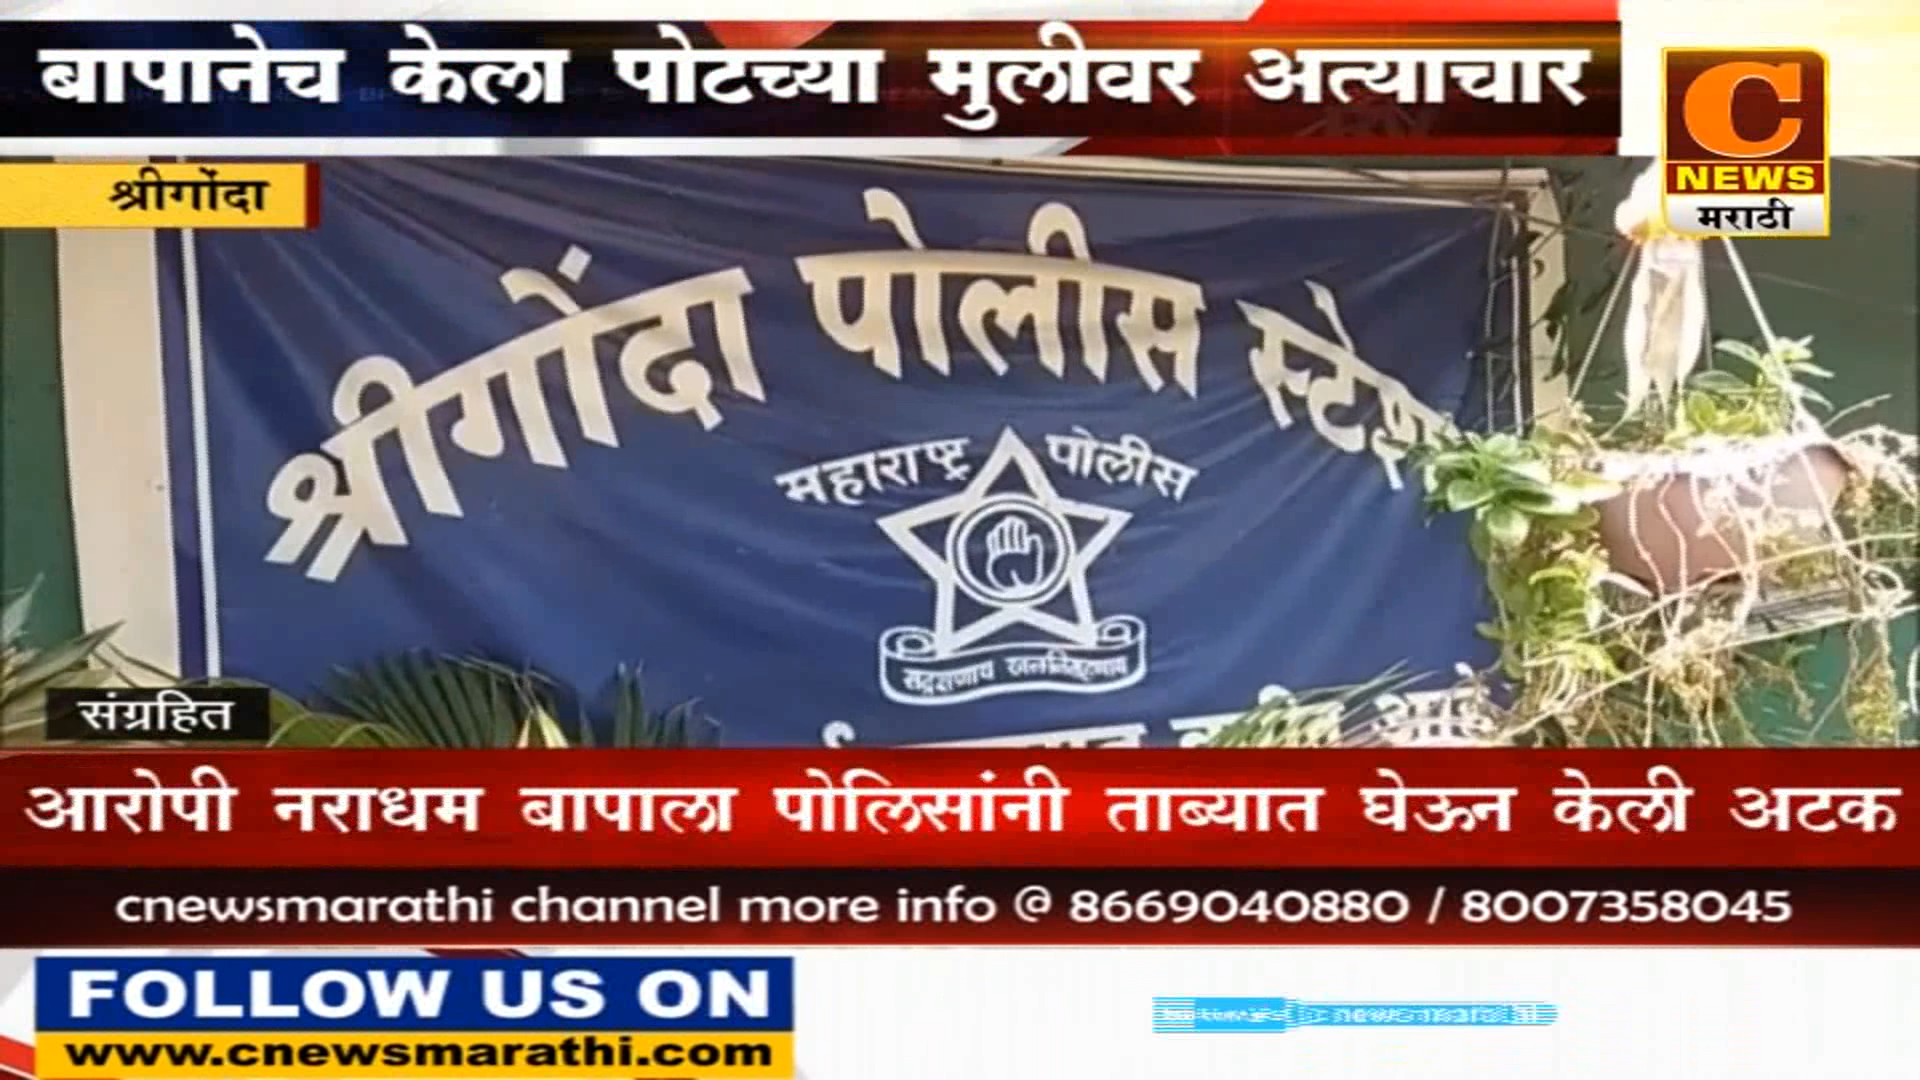 बापानेच केला पोटच्या मुलीवर अत्याचार
C
NEWS
मराठी
श्रीगोंदा
श्रीगोंदा पोलीस
महाराष्ट्र पोलीस
संग्रहित
आरोपी नराधम बापाला पोलिसांनी ताब्यात घेऊन केली अटक
cnewsmarathi channel more info @ 8669040880 / 8007358045
FOLLOW US ON
www.cnewsmarathi.com